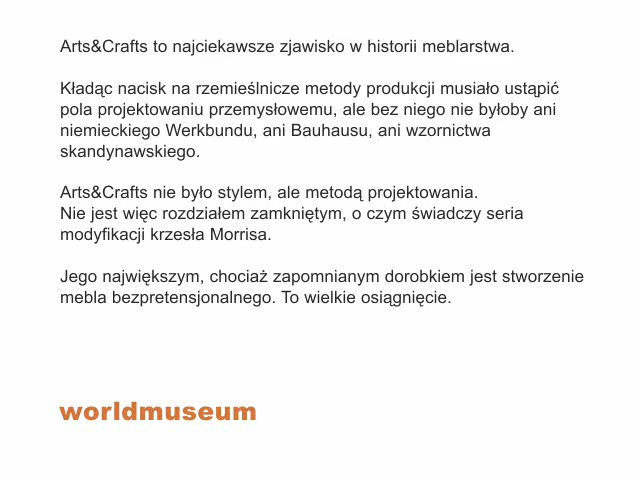 Arts&Crafts to najciekawsze zjawisko w historii meblarstwa.
Kładąc nacisk na rzemieślnicze metody produkcji musiało ustąpić
pola projektowaniu przemysłowemu, ale bez niego nie byłoby ani
niemieckiego Werkbundu, ani Bauhausu, ani wzornictwa
skandynawskiego.
Arts&Crafts nie było stylem, ale metodą projektowania.
Nie jest więc rozdziałem zamkniętym, o czym świadczy seria
modyfikacji krzesła Morrisa.
Jego największym, chociaż zapomnianym dorobkiem jest stworzenie
mebla bezpretensjonalnego. To wielkie osiągnięcie.
worldmuseum